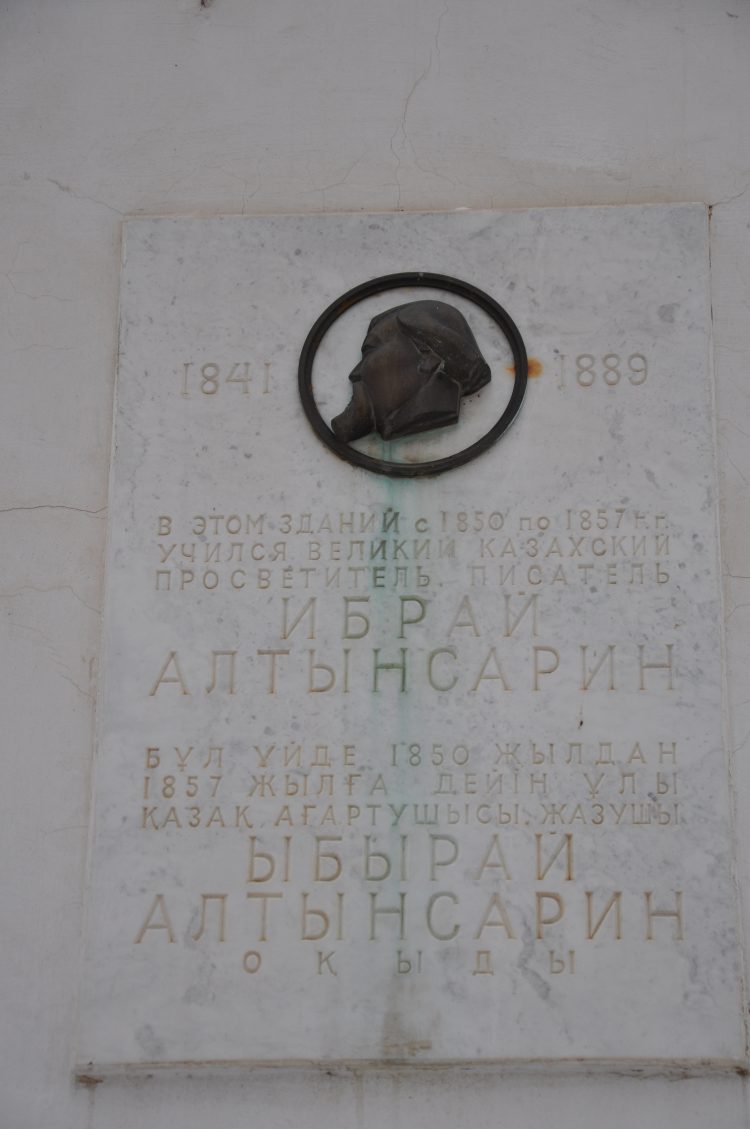 1841 1889
В ЭТОМ ЗДАНИЙ с 1850 по 1857 г.г.
УЧИЛСЯ ВЕЛИКИЙ КАЗАХСКИЙ
ПРОСВЕТИТЕЛЬ, ПИСАТЕЛЬ
ИБРАЙ
АЛТЫНСАРИН
БҰЛ ҮЙДЕ 1850 ЖЫЛДАН
1857 ЖЫЛҒА ДЕЙІН ҰЛЫ
ҚАЗАҚ АҒАРТУШЫСЫ, ЖАЗУШЫ
ЫБЫРАЙ
АЛТЫНСАРИН
ОҚЫДЫ